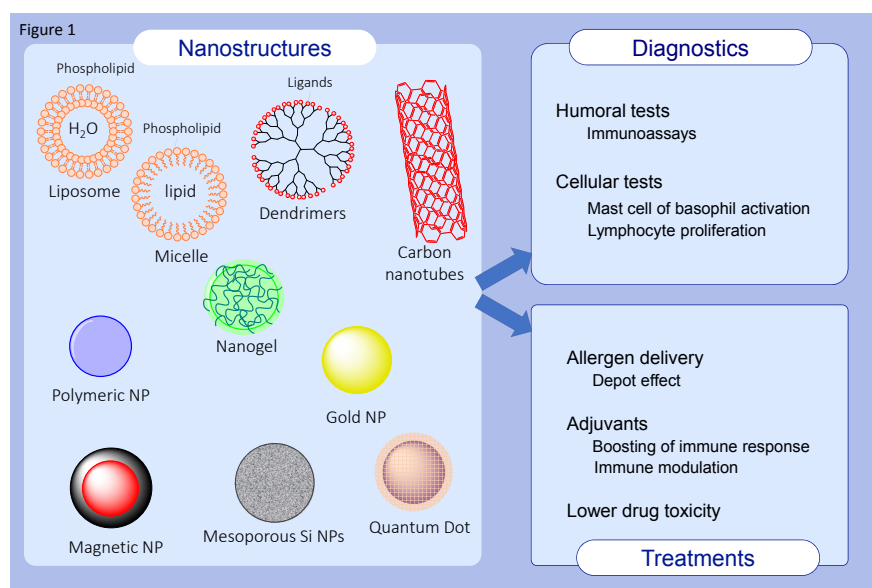 Figure 1
Nanostructures
Phospholipid
H₂O
Liposome
Phospholipid
lipid
Micelle
Ligands
Dendrimers
Carbon
nanotubes
Nanogel
Polymeric NP
Gold NP
Magnetic NP
Mesoporous Si NPs
Quantum Dot
Diagnostics
Humoral tests
Immunoassays
Cellular tests
Mast cell of basophil activation
Lymphocyte proliferation
Allergen delivery
Depot effect
Adjuvants
Boosting of immune response
Immune modulation
Lower drug toxicity
Treatments